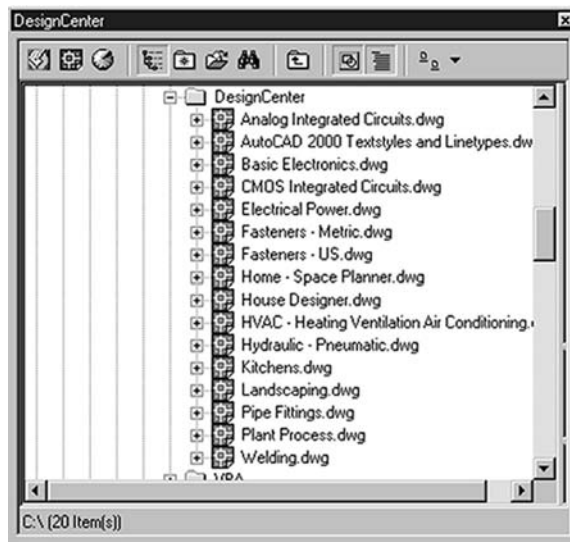 DesignCenter
DesignCenter
Analog Integrated Circuits.dwg
AutoCAD 2000 Textstyles and Linetypes.dw
Basic Electronics.dwg
CMOS Integrated Circuits.dwg
Electrical Power.dwg
Fasteners - Metric.dwg
Fasteners - US.dwg
Home - Space Planner.dwg
House Designer.dwg
HVAC - Heating Ventilation Air Conditioning.
Hydraulic - Pneumatic.dwg
Kitchens.dwg
Landscaping.dwg
Pipe Fittings.dwg
Plant Process.dwg
Welding.dwg
VBA
C:\ (20 Item(s))